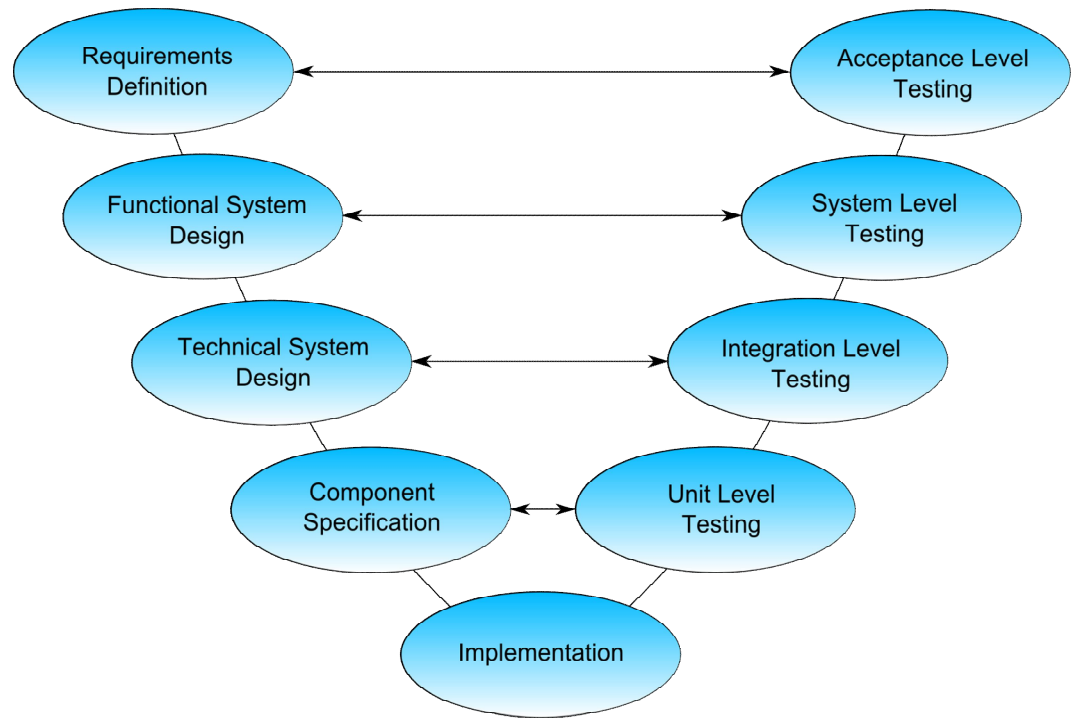 Requirements
Definition
Acceptance Level
Testing
Functional System
Design
System Level
Testing
Technical System
Design
Integration Level
Testing
Component
Specification
Unit Level
Testing
Implementation